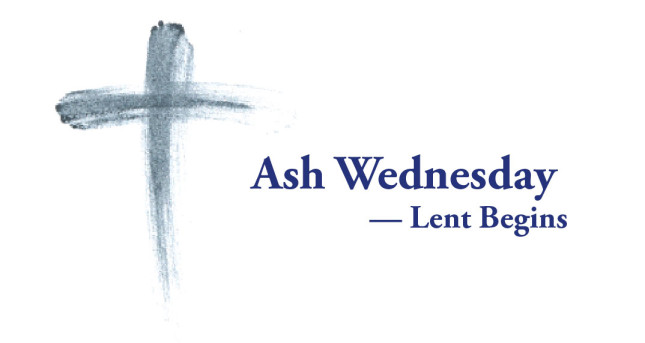 Ash Wednesday
— Lent Begins